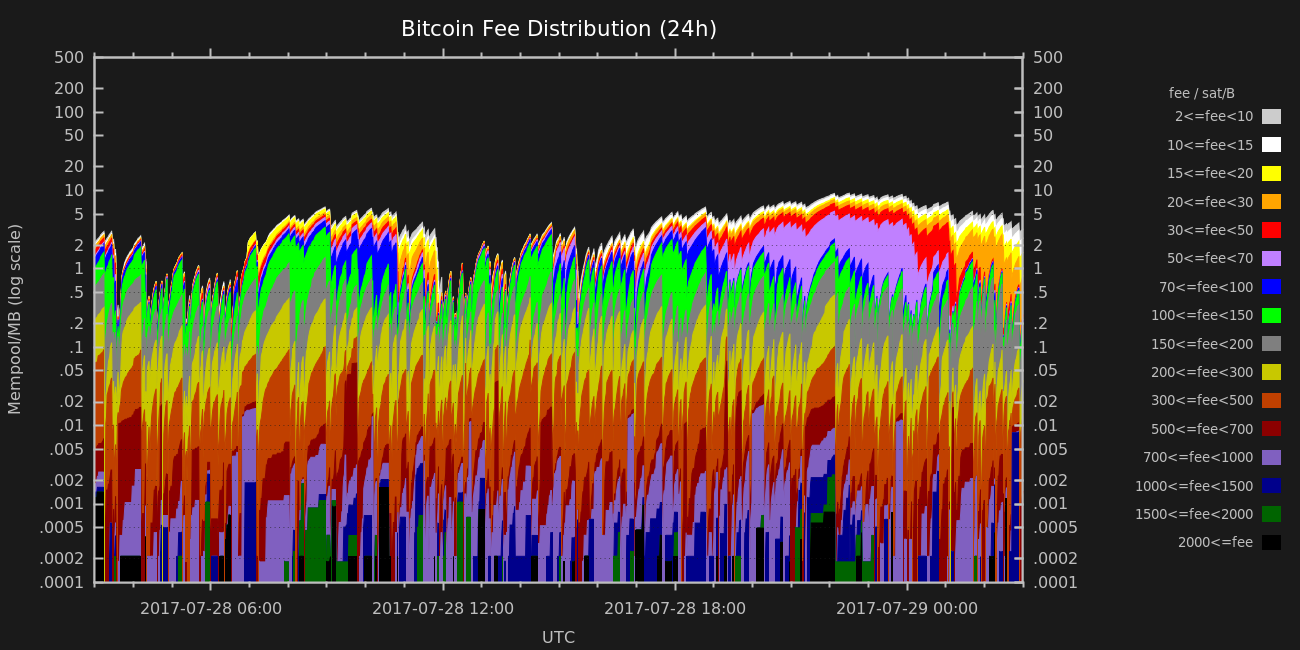 Bitcoin Fee Distribution (24h)
500
200
100
50
20
10
5
2
1
.5
.2
.1
.05
.02
.01
.005
.002
.001
.0005
.0002
.0001
Mempool/MB (log scale)
500
200
100
50
20
10
5
2
1
.5
.2
.1
.05
.02
.01
.005
.002
.001
.0005
.0002
.0001
2017-07-28 06:00
2017-07-28 12:00
2017-07-28 18:00
2017-07-29 00:00
UTC
fee / sat/B
2<=fee<10
10<=fee<15
15<=fee<20
20<=fee<30
30<=fee<50
50<=fee<70
70<=fee<100
100<=fee<150
150<=fee<200
200<=fee<300
300<=fee<500
500<=fee<700
700<=fee<1000
1000<=fee<1500
1500<=fee<2000
2000<=fee